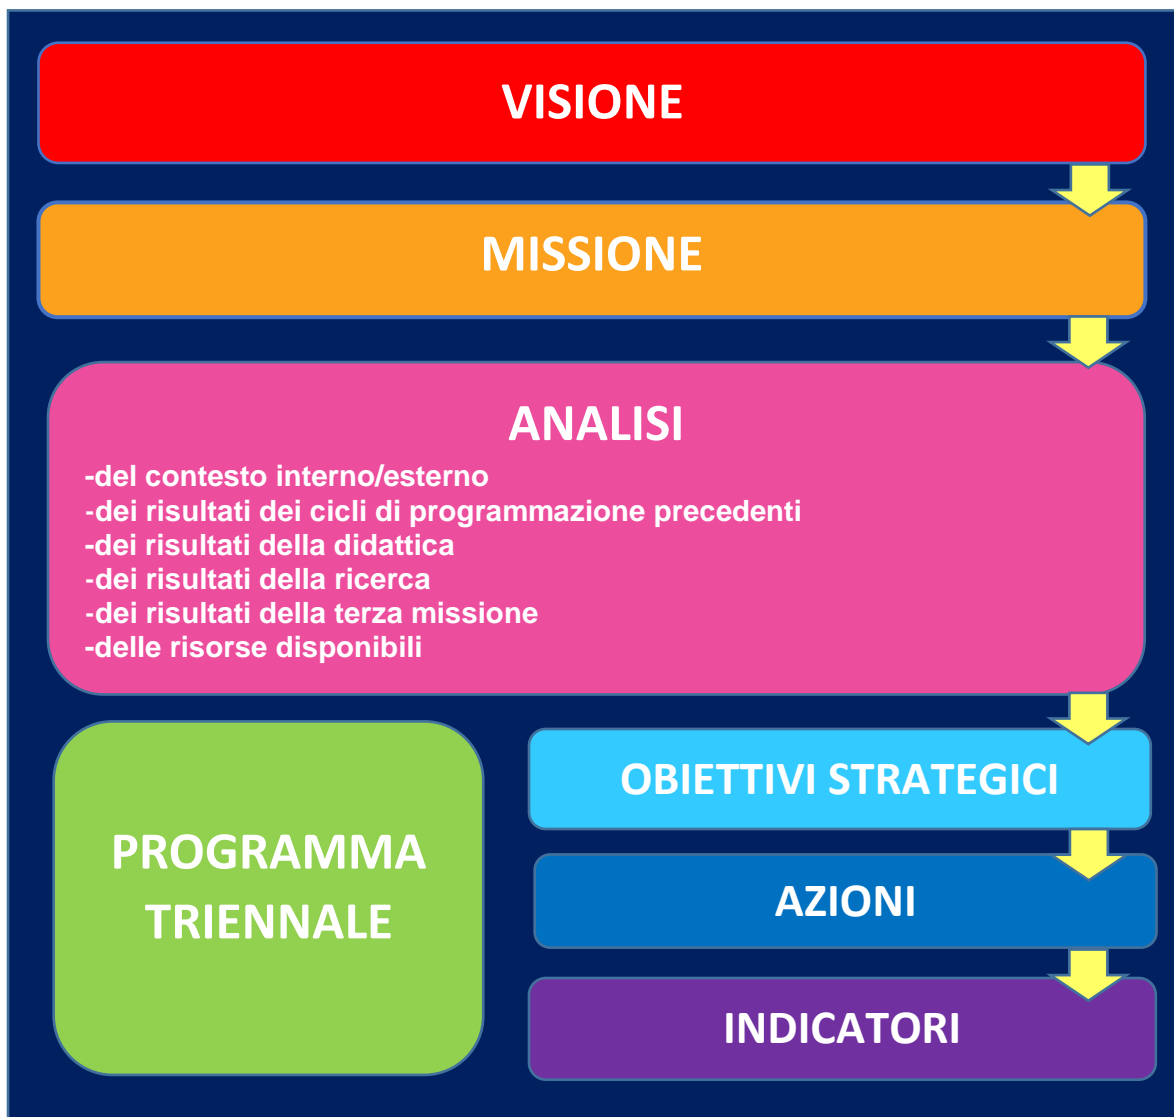 VISIONE
MISSIONE
ANALISI
-del contesto interno/esterno
-dei risultati dei cicli di programmazione precedenti
-dei risultati della didattica
-dei risultati della ricerca
-dei risultati della terza missione
-delle risorse disponibili
PROGRAMMA
TRIENNALE
OBIETTIVI STRATEGICI
AZIONI
INDICATORI